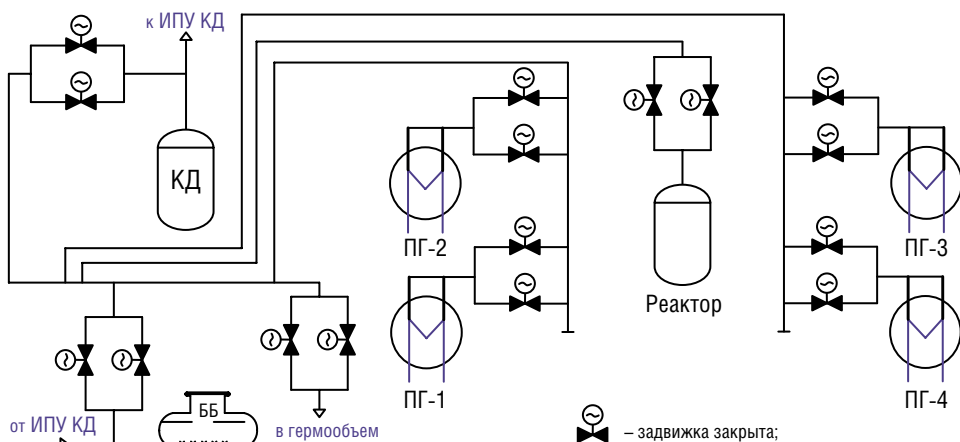 к ИПУ КД
КД
ПГ-2
ПГ-3
Реактор
ПГ-1
ПГ-4
от ИПУ КД
ББ
в гермообъем
– задвижка закрыта;